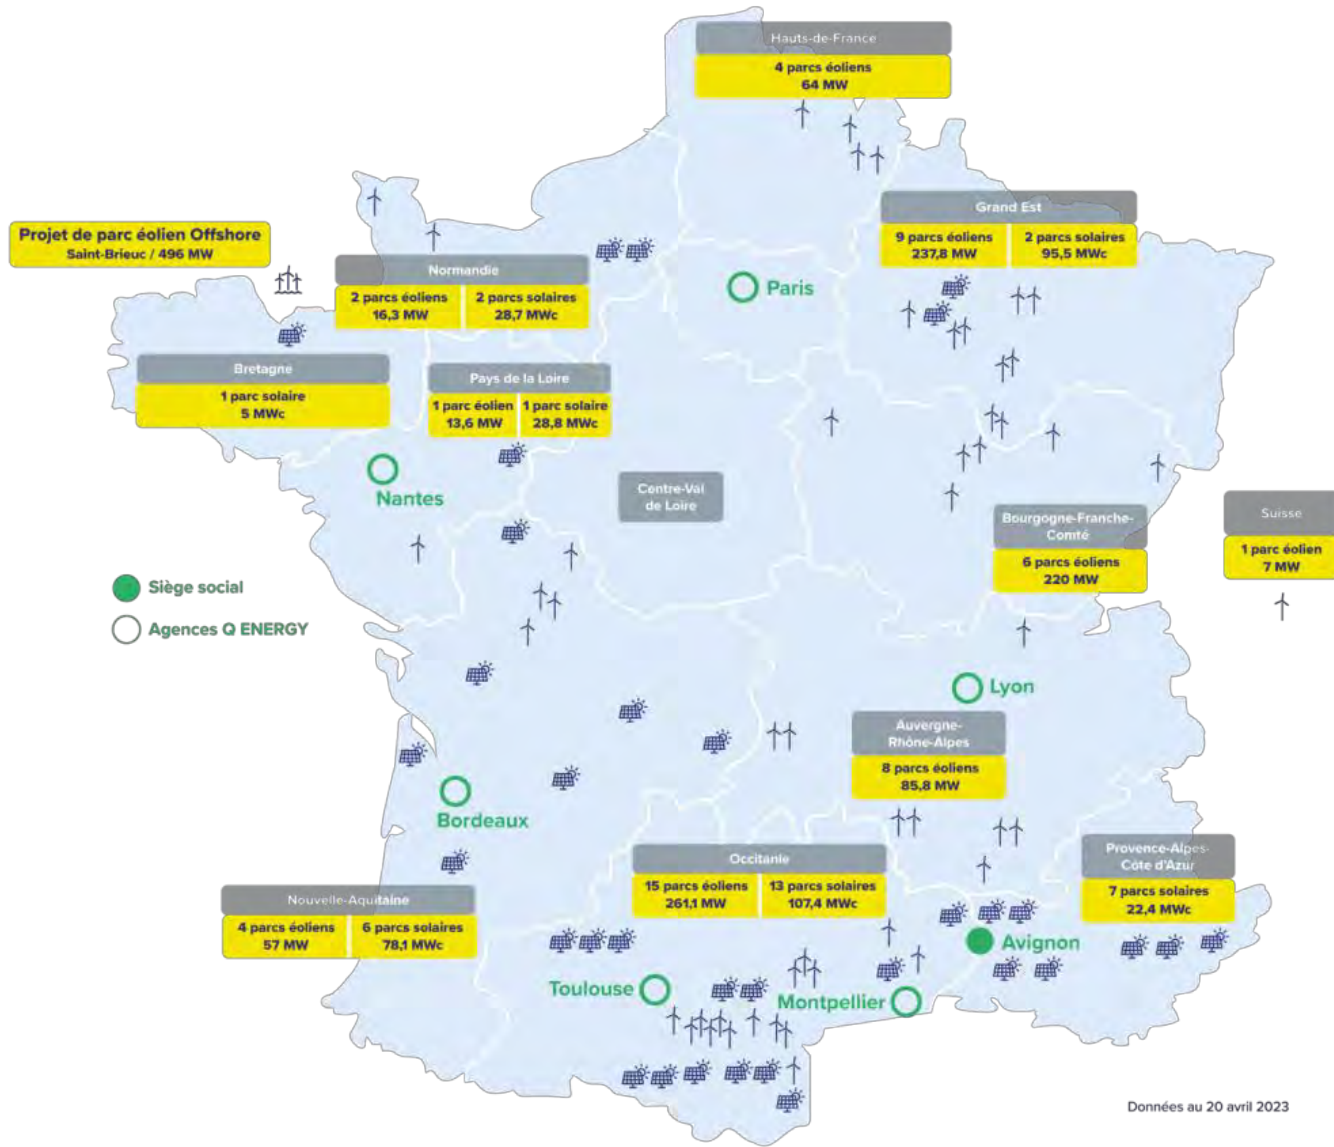 Hauts-de-France
4 parcs éoliens
64 MW
Grand Est
9 parcs éoliens
237,8 MW
2 parcs solaires
95,5 MWc
Projet de parc éolien Offshore
Saint-Brieuc / 496 MW
Normandie
2 parcs éoliens
16,3 MW
2 parcs solaires
28,7 MWc
Paris
Bretagne
1 parc solaire
5 MWc
Pays de la Loire
1 parc éolien
13,6 MW
1 parc solaire
28,8 MWc
Nantes
Centre-Val
de Loire
Bourgogne-Franche-
Comté
6 parcs éoliens
220 MW
Suisse
1 parc éolien
7 MW
Siège social
Agences Q ENERGY
Lyon
Auvergne-
Rhône-Alpes
8 parcs éoliens
85,8 MW
Bordeaux
Occitanie
15 parcs éoliens
261,1 MW
13 parcs solaires
107,4 MWc
Provence-Alpes-
Côte d'Azur
7 parcs solaires
22,4 MWc
Nouvelle-Aquitaine
4 parcs éoliens
57 MW
6 parcs solaires
78,1 MWc
Avignon
Toulouse
Montpellier
Données au 20 avril 2023